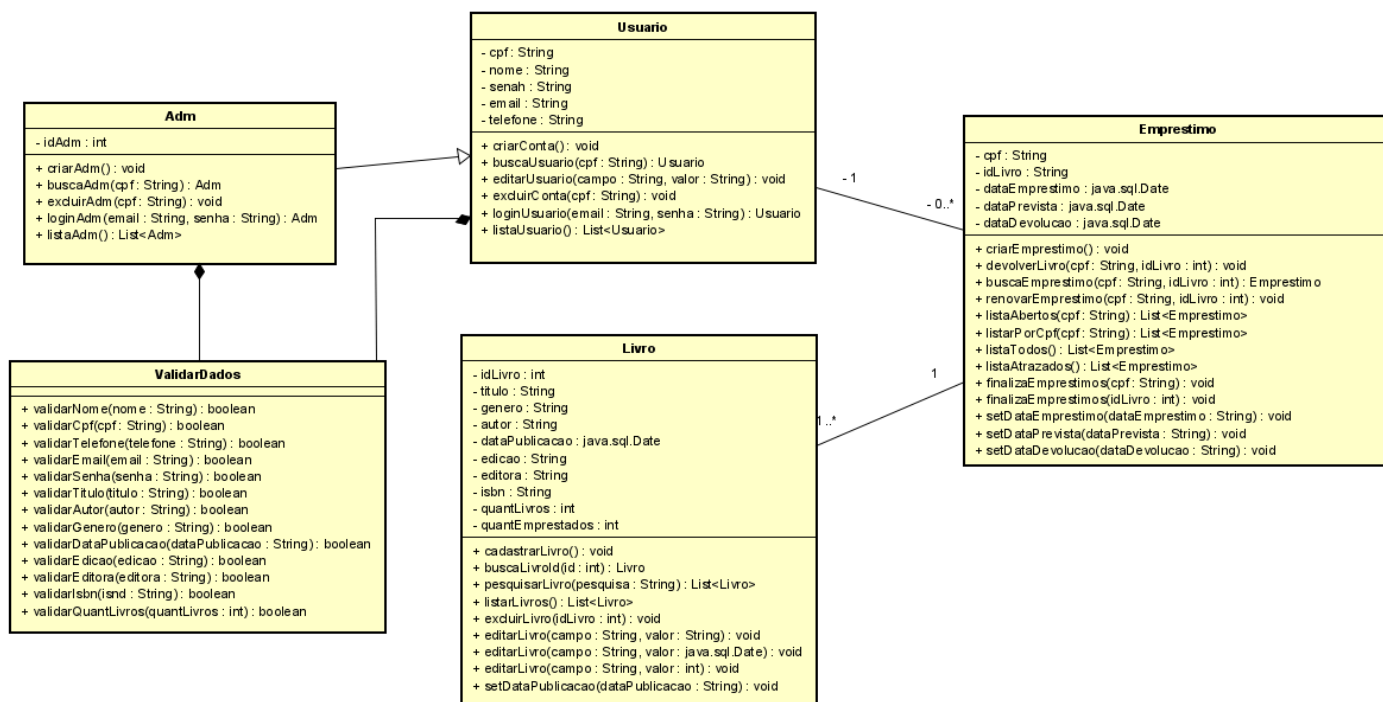 Usuario
- cpf : String
- nome : String
- senah : String
- email : String
- telefone : String
+ criarConta() : void
+ buscaUsuario(cpf : String) : Usuario
+ editarUsuario(campo : String, valor : String) : void
+ excluirConta(cpf : String) : void
+ loginUsuario(email : String, senha : String) : Usuario
+ listaUsuario() : List<Usuario>
Adm
- idAdm : int
+ criarAdm() : void
+ buscaAdm(cpf : String) : Adm
+ excluirAdm(cpf : String) : void
+ loginAdm(email : String, senha : String) : Adm
+ listaAdm() : List<Adm>
Emprestimo
- cpf : String
- idLivro : String
- dataEmprestimo : java.sql.Date
- dataPrevista : java.sql.Date
- dataDevolucao : java.sql.Date
+ criarEmprestimo() : void
+ devolverLivro(cpf : String, idLivro : int) : void
+ buscaEmprestimo(cpf : String, idLivro : int) : Emprestimo
+ renovarEmprestimo(cpf : String, idLivro : int) : void
+ listaAbertos(cpf : String) : List<Emprestimo>
+ listarPorCpf(cpf : String) : List<Emprestimo>
+ listaTodos() : List<Emprestimo>
+ listaAtrazados() : List<Emprestimo>
+ finalizaEmprestimos(cpf : String) : void
+ finalizaEmprestimos(idLivro : int) : void
+ setDataEmprestimo(dataEmprestimo : String) : void
+ setDataPrevista(dataPrevista : String) : void
+ setDataDevolucao(dataDevolucao : String) : void
- 1
- 0..*
1
1..*
ValidarDados
+ validarNome(nome : String) : boolean
+ validarCpf(cpf : String) : boolean
+ validarTelefone(telefone : String) : boolean
+ validarEmail(email : String) : boolean
+ validarSenha(senha : String) : boolean
+ validarTitulo(titulo : String) : boolean
+ validarAutor(autor : String) : boolean
+ validarGenero(genero : String) : boolean
+ validarDataPublicacao(dataPublicacao : String) : boolean
+ validarEdicao(edicao : String) : boolean
+ validarEditora(editora : String) : boolean
+ validarIsbn(isnd : String) : boolean
+ validarQuantLivros(quantLivros : int) : boolean
Livro
- idLivro : int
- titulo : String
- genero : String
- autor : String
- dataPublicacao : java.sql.Date
- edicao : String
- editora : String
- isbn : String
- quantLivros : int
- quantEmprestados : int
+ cadastrarLivro() : void
+ buscaLivroId(id : int) : Livro
+ pesquisarLivro(pesquisa : String) : List<Livro>
+ listarLivros() : List<Livro>
+ excluirLivro(idLivro : int) : void
+ editarLivro(campo : String, valor : String) : void
+ editarLivro(campo : String, valor : java.sql.Date) : void
+ editarLivro(campo : String, valor : int) : void
+ setDataPublicacao(dataPublicacao : String) : void